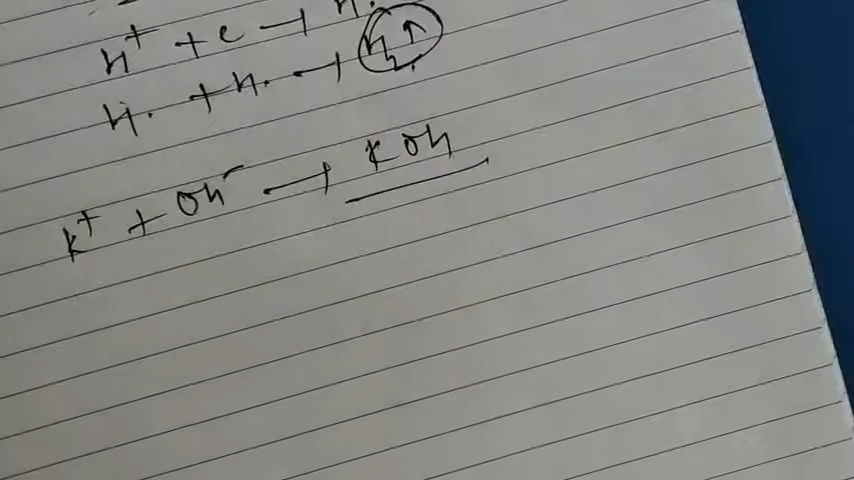 H⁺ + e → H.
H. + H. → H₂↑
K⁺ + OH⁻ → KOH